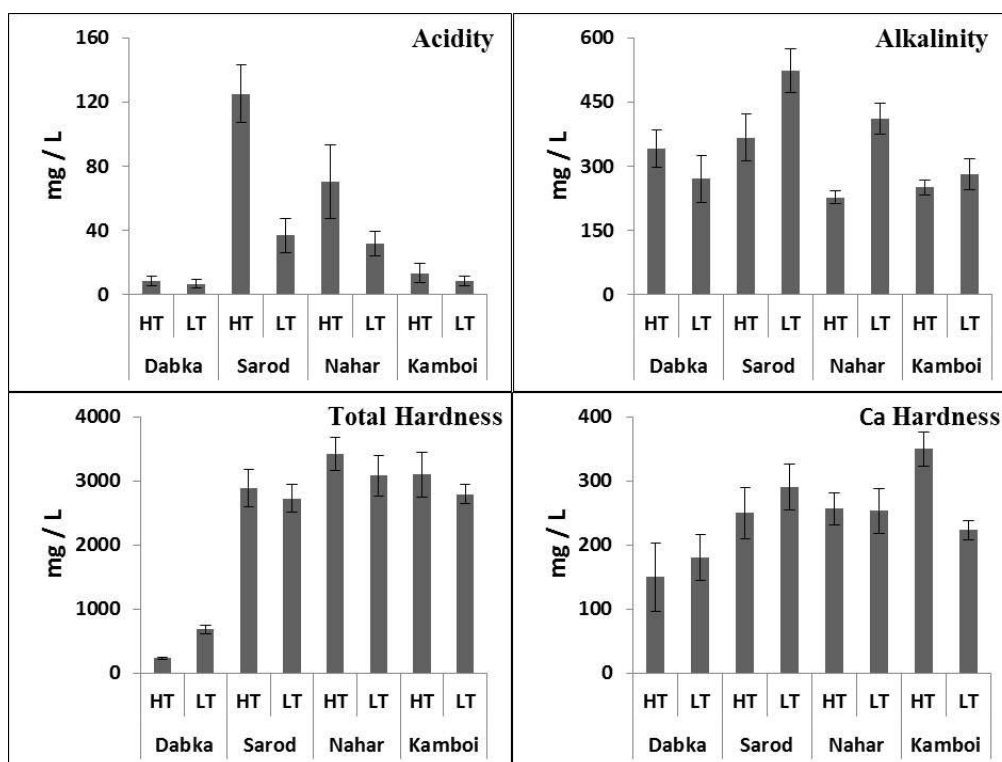 Acidity
160
120
80
40
0
mg / L
HT LT HT LT HT LT HT LT
Dabka Sarod Nahar Kamboi
Alkalinity
600
450
300
150
0
mg / L
HT LT HT LT HT LT HT LT
Dabka Sarod Nahar Kamboi
Total Hardness
4000
3000
2000
1000
0
mg / L
HT LT HT LT HT LT HT LT
Dabka Sarod Nahar Kamboi
Ca Hardness
400
300
200
100
0
mg / L
HT LT HT LT HT LT HT LT
Dabka Sarod Nahar Kamboi